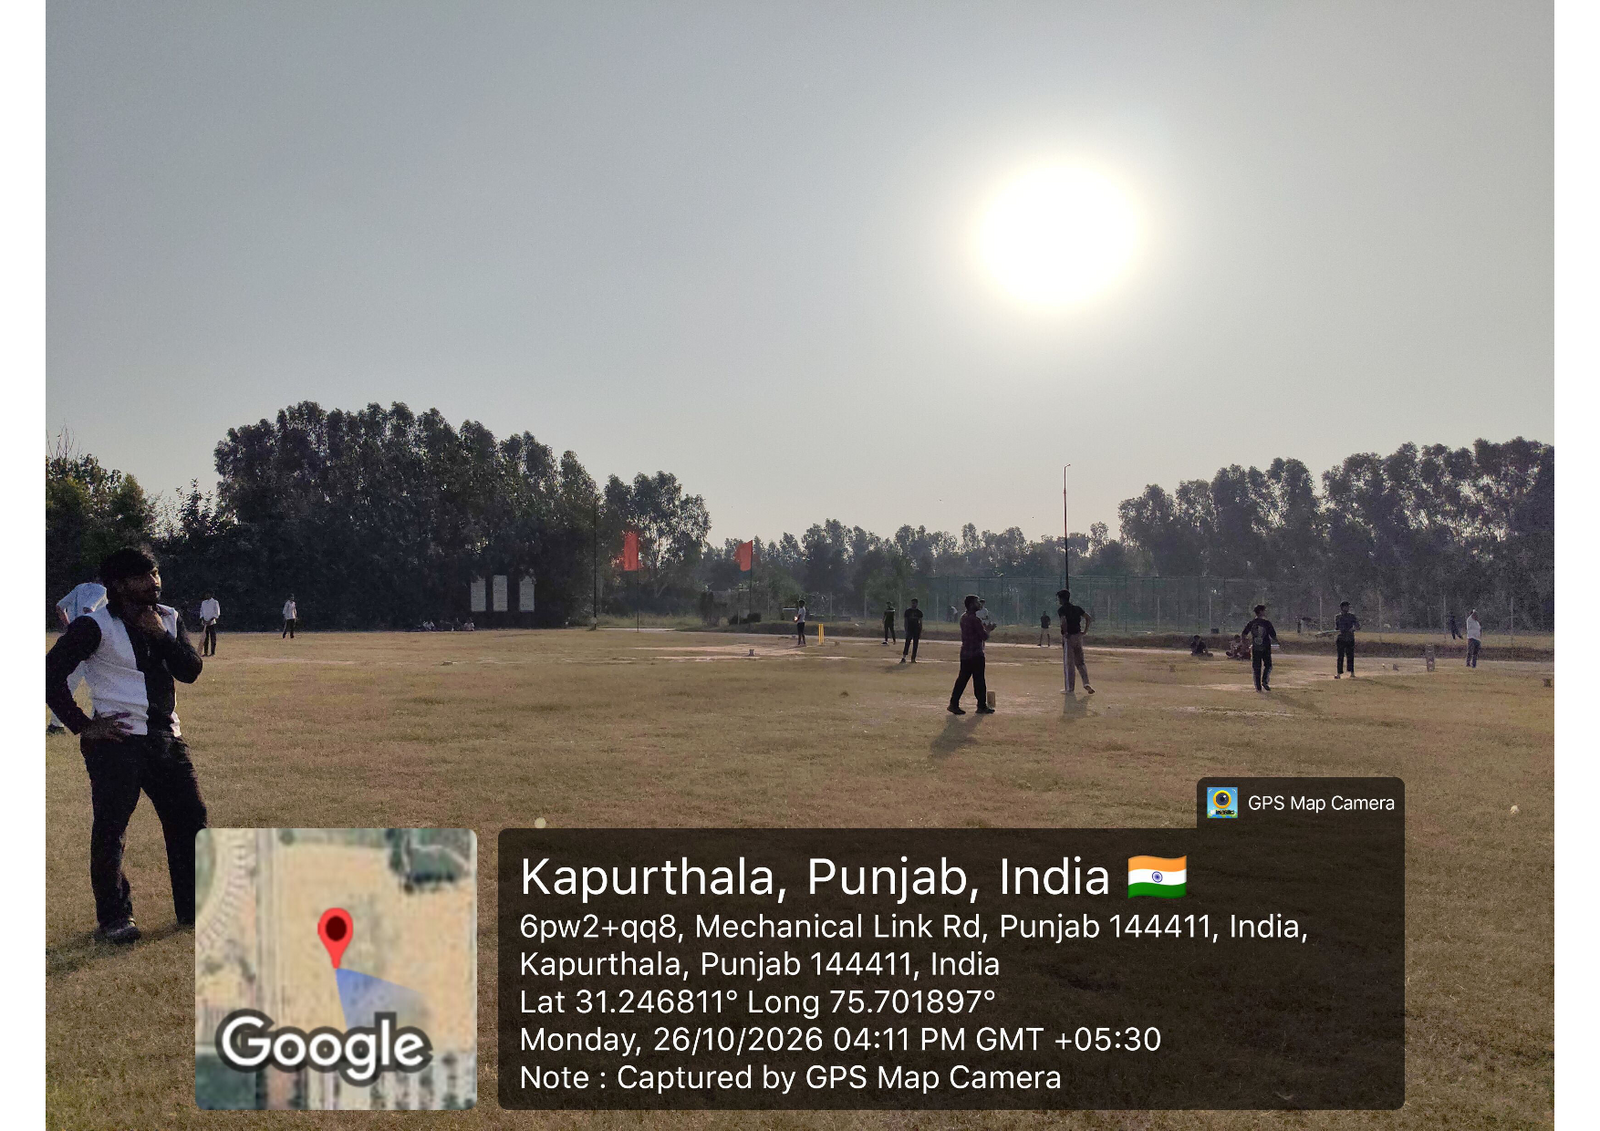 GPS Map Camera
Kapurthala, Punjab, India
6pw2+qq8, Mechanical Link Rd, Punjab 144411, India,
Kapurthala, Punjab 144411, India
Lat 31.246811° Long 75.701897°
Monday, 26/10/2026 04:11 PM GMT +05:30
Note : Captured by GPS Map Camera
Google